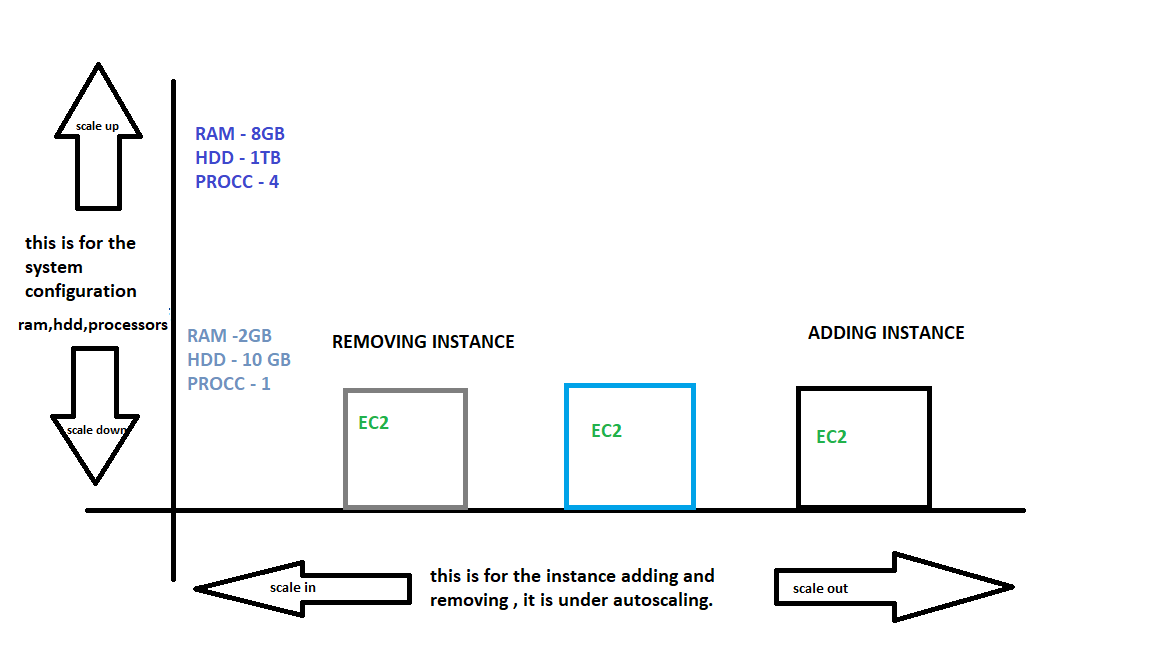 scale up
RAM - 8GB
HDD - 1TB
PROCC - 4
this is for the
system
configuration
ram,hdd,processors
RAM -2GB
HDD - 10 GB
PROCC - 1
scale down
REMOVING INSTANCE
ADDING INSTANCE
EC2
EC2
EC2
scale in
this is for the instance adding and
removing , it is under autoscaling.
scale out